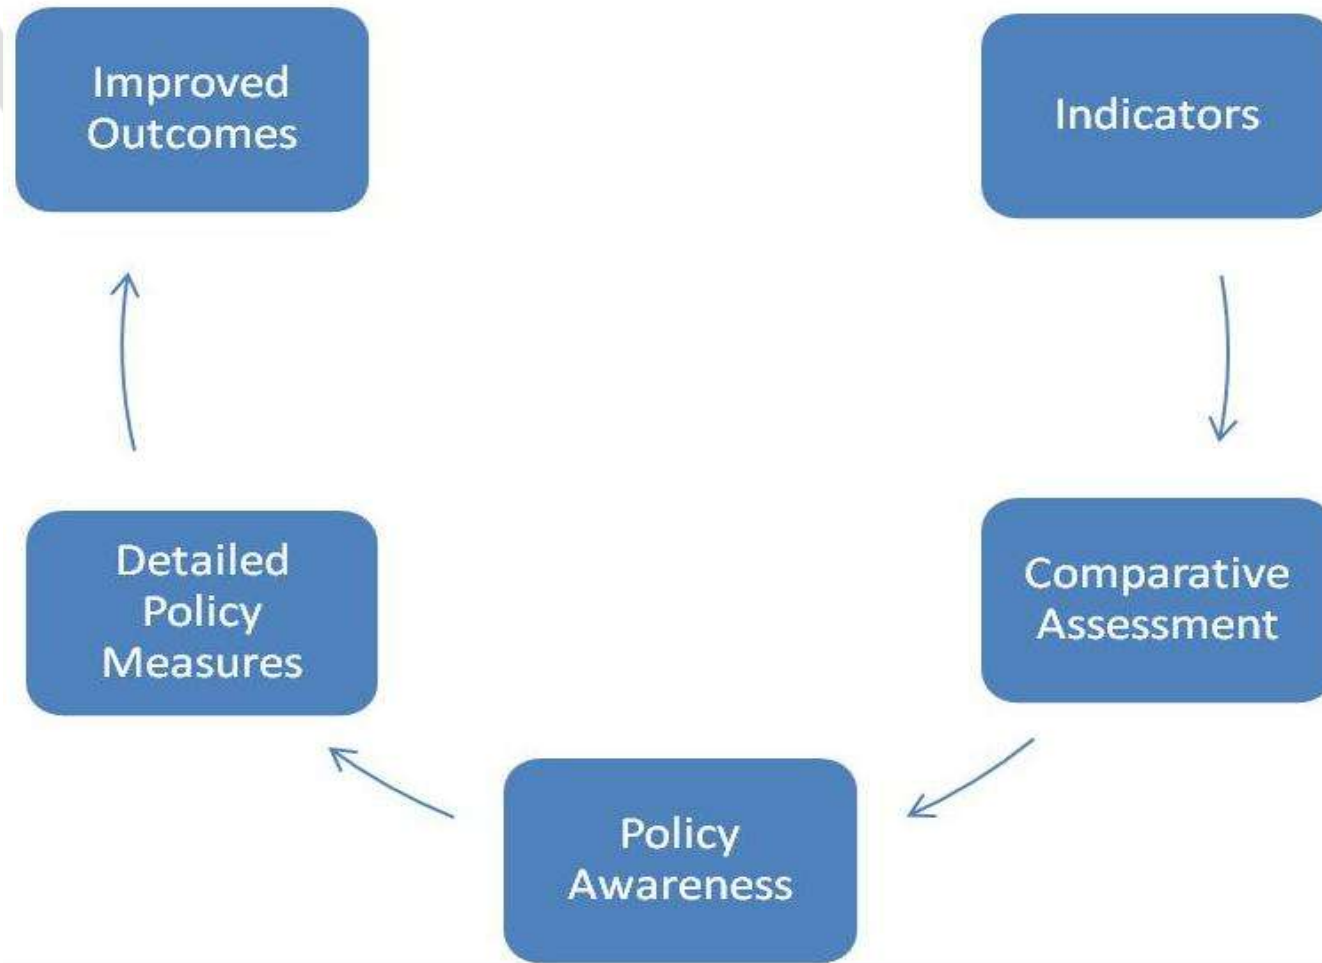 Improved
Outcomes
Indicators
Detailed
Policy
Measures
Comparative
Assessment
Policy
Awareness